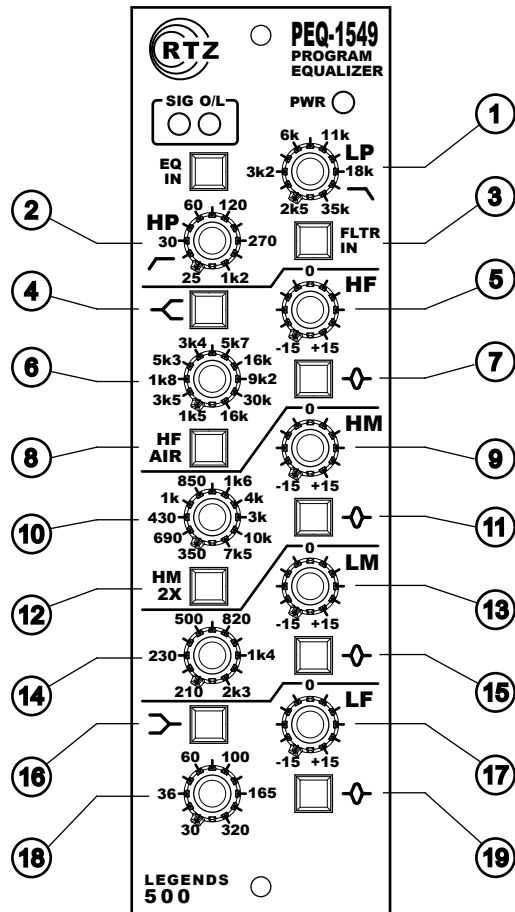 RTZ
PEQ-1549
PROGRAM
EQUALIZER
SIG O/L
PWR
EQ
IN
LP
6k 11k
3k2 18k
2k5 35k
1
HP
60 120
30 270
25 1k2
2
FLTR
IN
3
4
HF
0
-15 +15
5
3k4 5k7
5k3 16k
1k8 9k2
3k5 30k
1k5 16k
6
7
HF
AIR
8
HM
0
-15 +15
9
850 1k6
1k 4k
430 3k
690 10k
350 7k5
10
11
HM
2X
12
LM
0
-15 +15
13
500 820
230 1k4
210 2k3
14
15
16
LF
0
-15 +15
17
60 100
36 165
30 320
18
19
LEGENDS
500